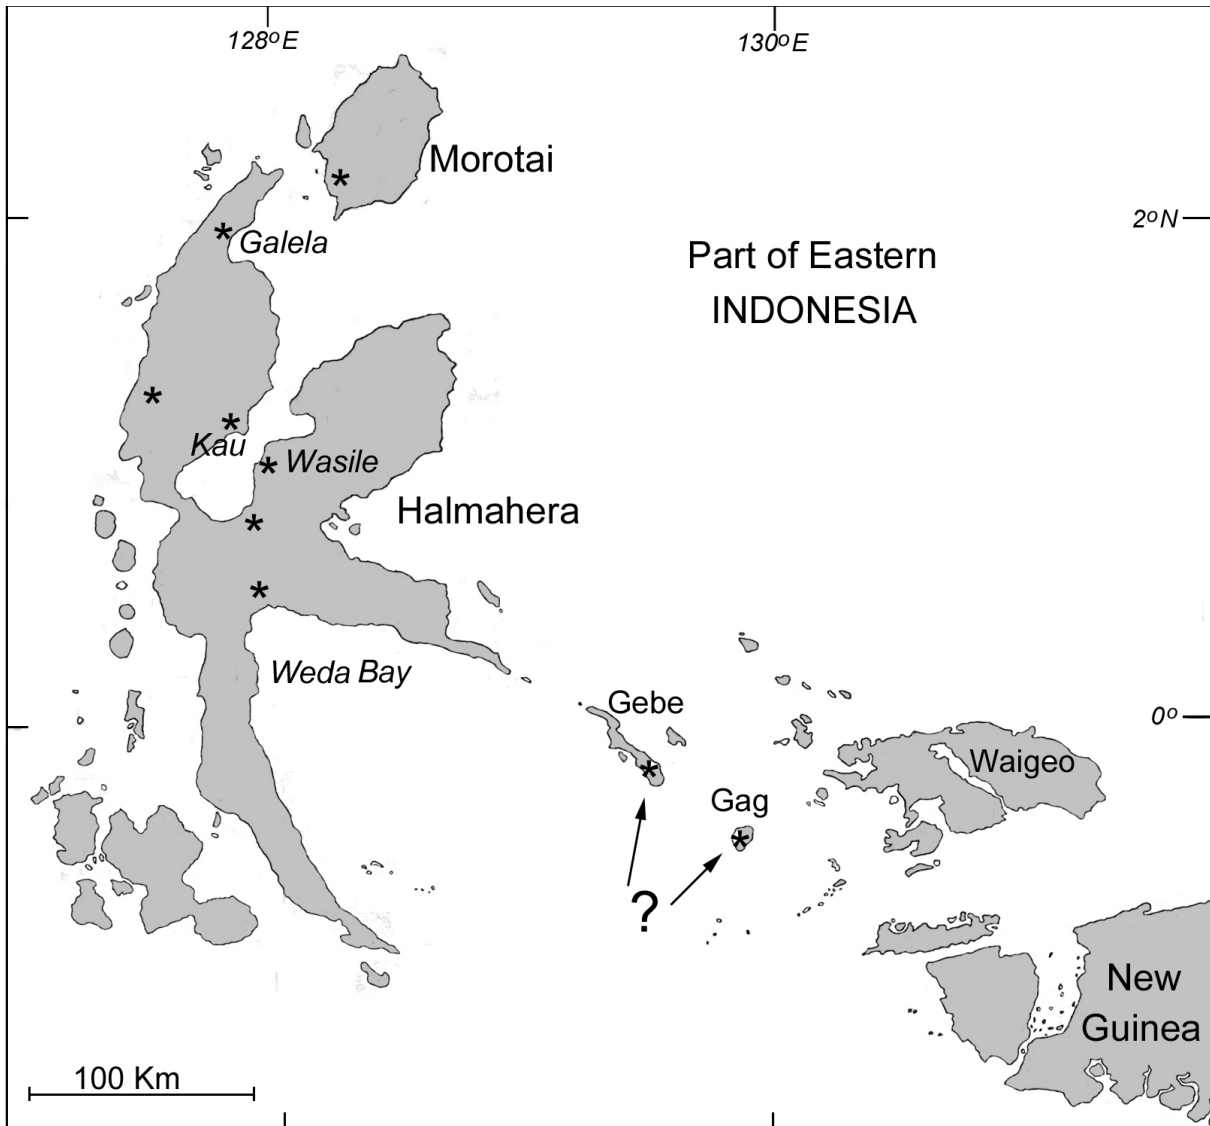 128°E
130°E
Morotai
2°N
Galela
Part of Eastern
INDONESIA
Kau
Wasile
Halmahera
Weda Bay
Gebe
0°
Waigeo
Gag
?
New
Guinea
100 Km